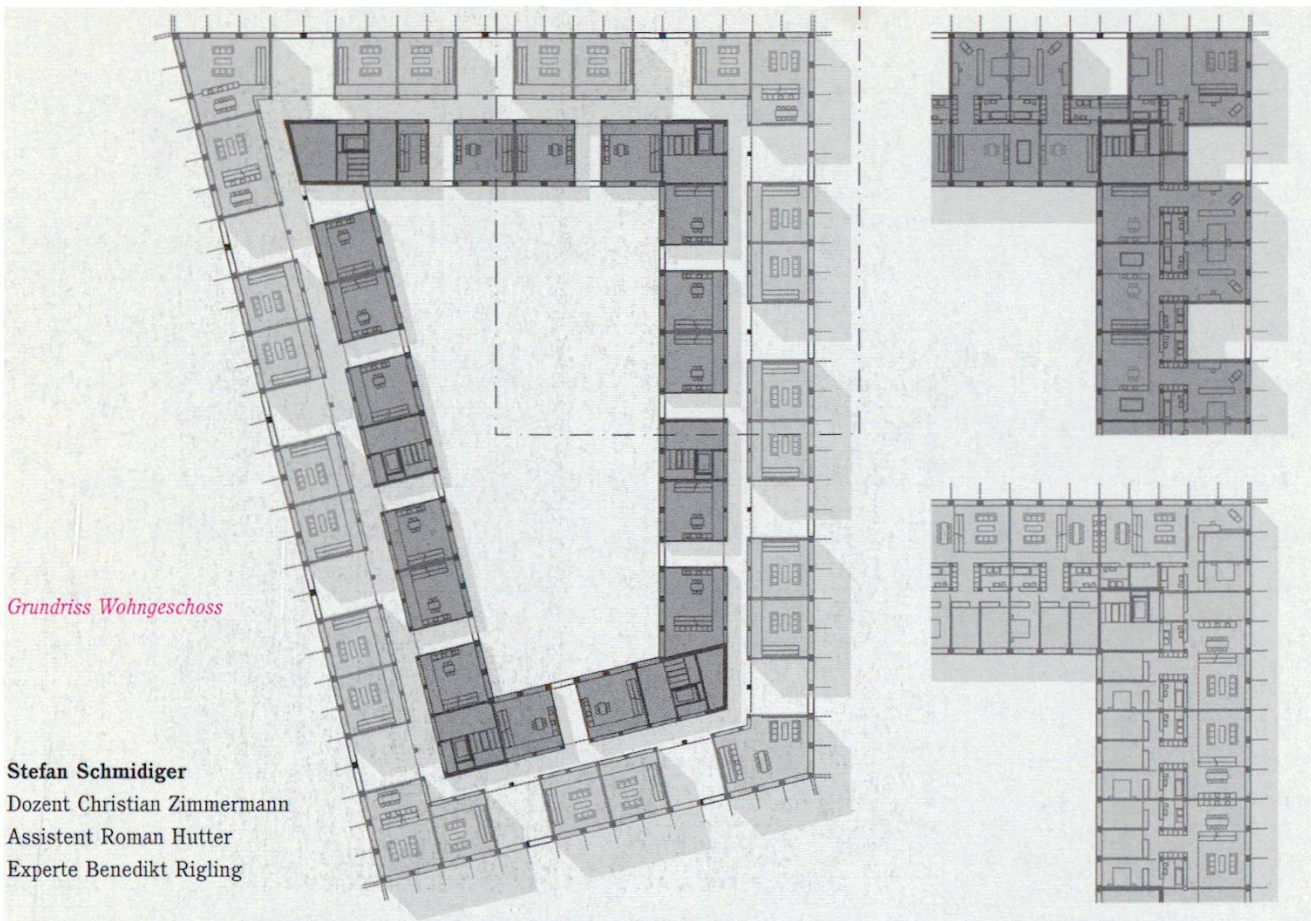 Grundriss Wohngeschoss
Stefan Schmidiger
Dozent Christian Zimmermann
Assistent Roman Hutter
Experte Benedikt Rigling